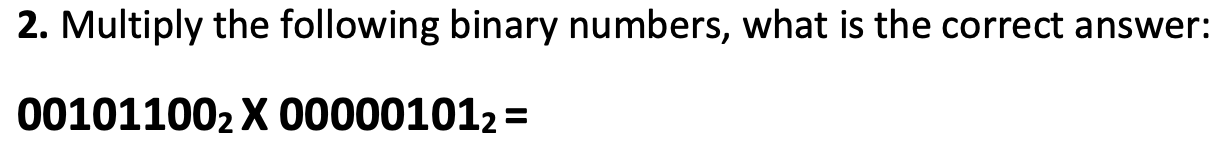 2. Multiply the following binary numbers, what is the correct answer:
00101100₂ X 00000101₂ =